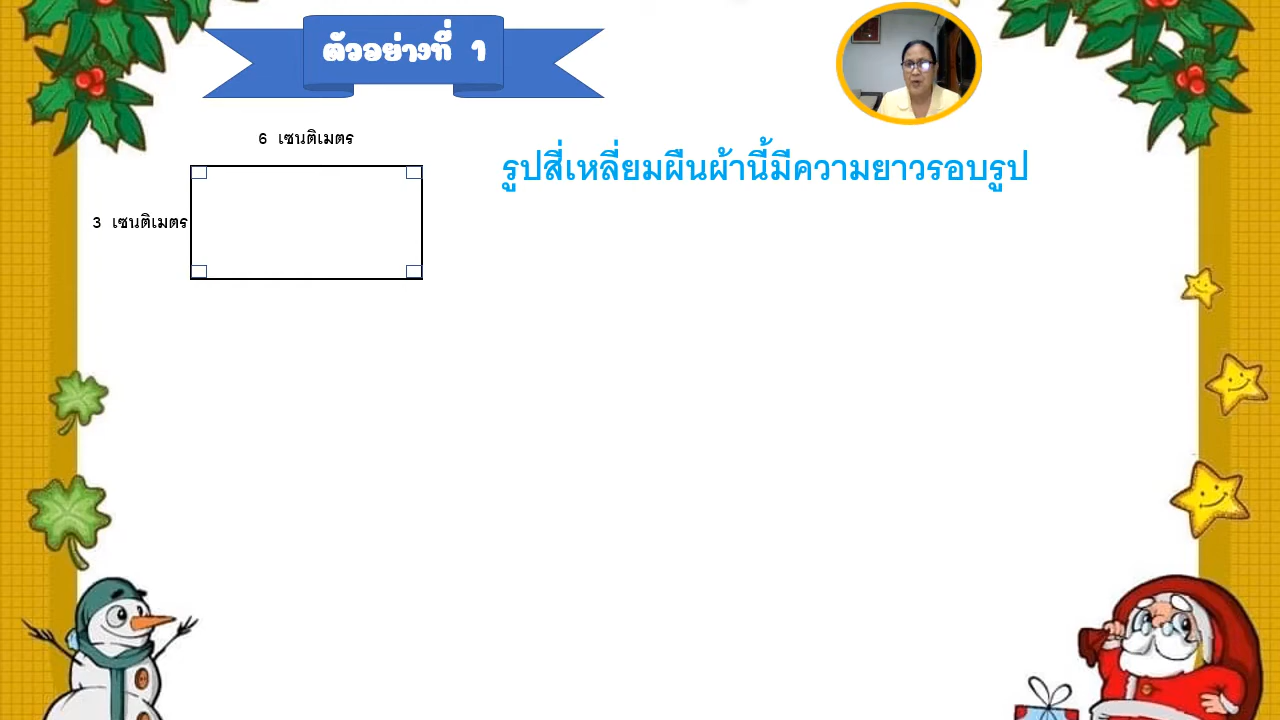 ตัวอย่างที่ 1
6 เซนติเมตร
รูปสี่เหลี่ยมผืนผ้านี้มีความยาวรอบรูป
3 เซนติเมตร